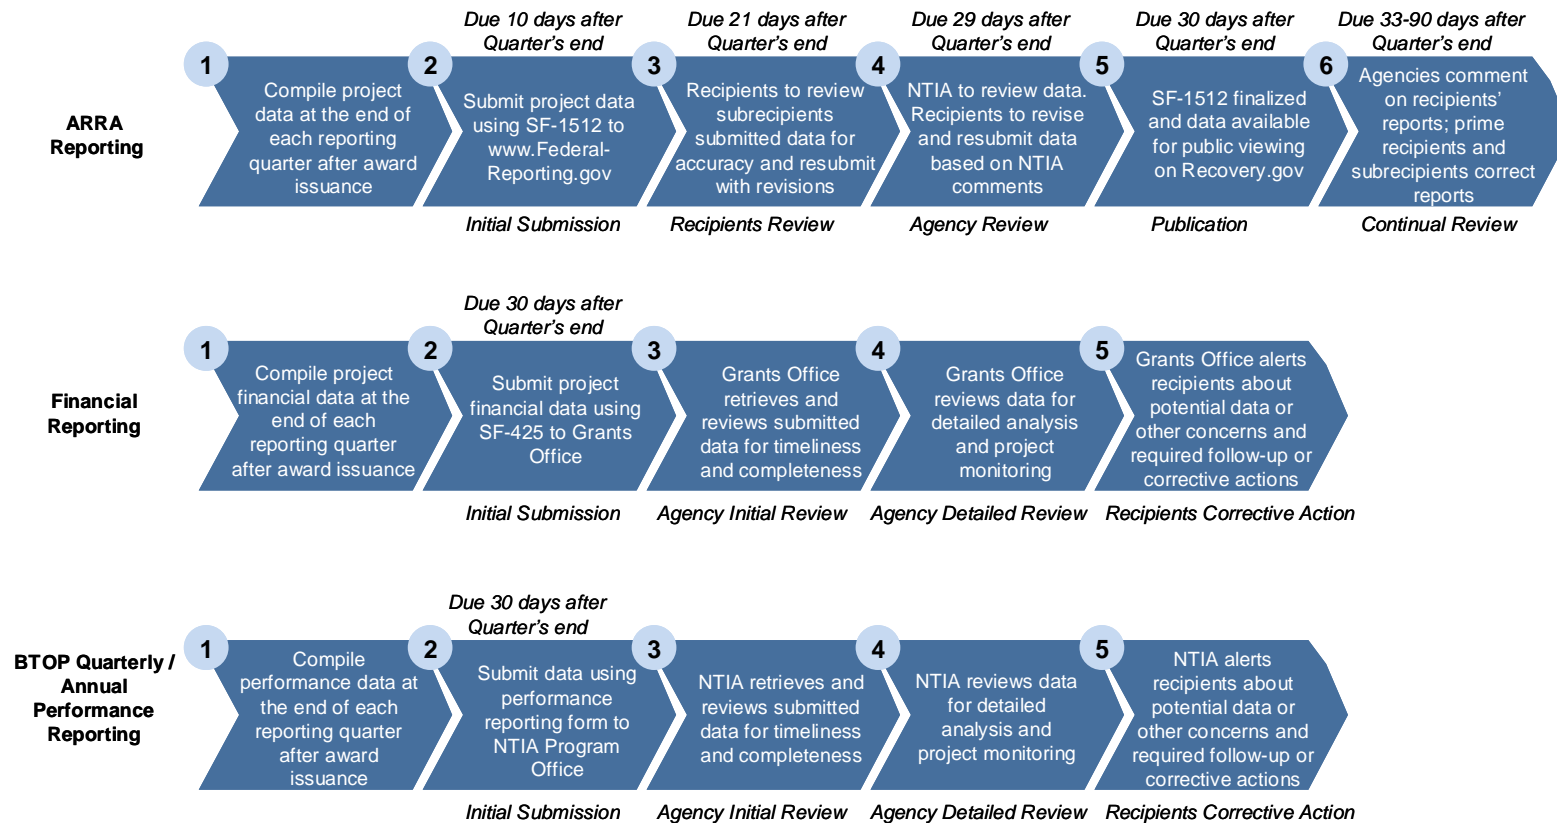 Due 10 days after
Quarter's end
Due 21 days after
Quarter's end
Due 29 days after
Quarter's end
Due 30 days after
Quarter's end
Due 33-90 days after
Quarter's end
ARRA
Reporting
1
Compile project
data at the end of
each reporting
quarter after award
issuance
2
Submit project data
using SF-1512 to
www.Federal-
Reporting.gov
Initial Submission
3
Recipients to review
subrecipients
submitted data for
accuracy and resubmit
with revisions
Recipients Review
4
NTIA to review data.
Recipients to revise
and resubmit data
based on NTIA
comments
Agency Review
5
SF-1512 finalized
and data available
for public viewing
on Recovery.gov
Publication
6
Agencies comment
on recipients'
reports; prime
recipients and
subrecipients correct
reports
Continual Review
Financial
Reporting
1
Compile project
financial data at the
end of each
reporting quarter
after award issuance
Due 30 days after
Quarter's end
2
Submit project
financial data using
SF-425 to Grants
Office
Initial Submission
3
Grants Office
retrieves and
reviews submitted
data for timeliness
and completeness
Agency Initial Review
4
Grants Office
reviews data for
detailed analysis
and project
monitoring
Agency Detailed Review
5
Grants Office alerts
recipients about
potential data or
other concerns and
required follow-up or
corrective actions
Recipients Corrective Action
BTOP Quarterly /
Annual
Performance
Reporting
1
Compile
performance data at
the end of each
reporting quarter
after award
issuance
Due 30 days after
Quarter's end
2
Submit data using
performance
reporting form to
NTIA Program
Office
Initial Submission
3
NTIA retrieves and
reviews submitted
data for timeliness
and completeness
Agency Initial Review
4
NTIA reviews data
for detailed
analysis and
project monitoring
Agency Detailed Review
5
NTIA alerts
recipients about
potential data or
other concerns and
required follow-up or
corrective actions
Recipients Corrective Action